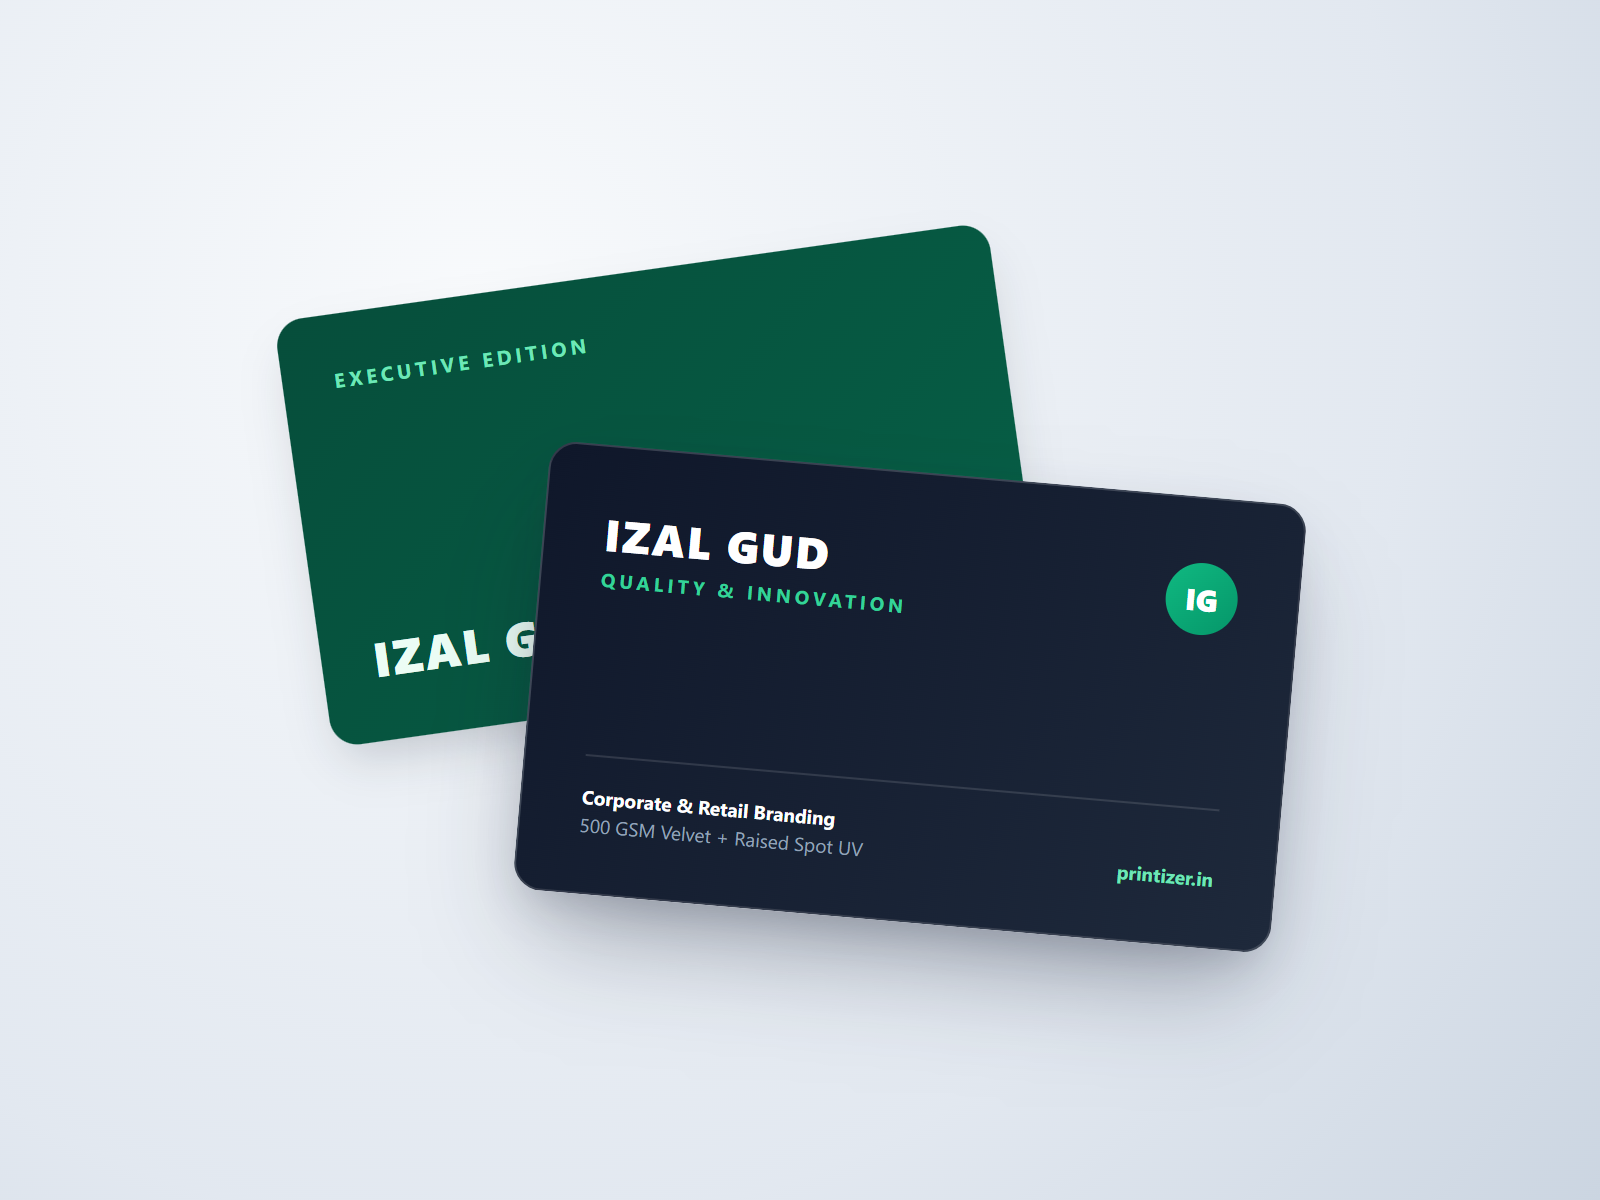 EXECUTIVE EDITION
IZAL G
IZAL GUD
QUALITY & INNOVATION
IG
Corporate & Retail Branding
500 GSM Velvet + Raised Spot UV
printizer.in